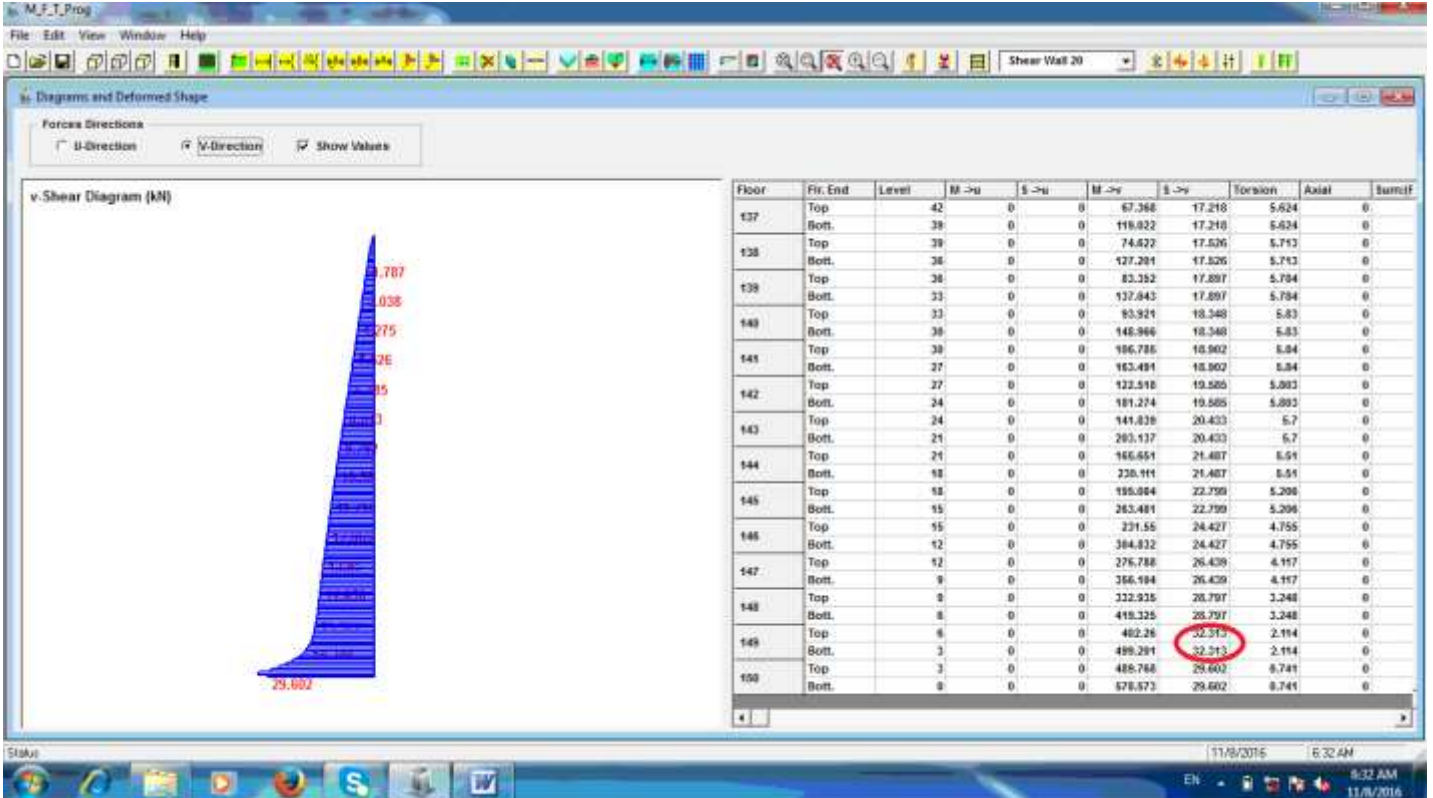 M_F_T_Prog
File Edit View Window Help
Shear Wall 20
Diagrams and Deformed Shape
Forces Directions
U-Direction V-Direction Show Values
v-Shear Diagram (kN)
.787
.038
275
26
29.602
Floor Flr. End Level M ->u S ->u M ->v S ->v Torsion Axial Sum:(F
137 Top 42 0 0 67.368 17.218 5.624 0
Bott. 39 0 0 119.022 17.218 5.624 0
138 Top 39 0 0 74.622 17.526 5.713 0
Bott. 36 0 0 127.201 17.526 5.713 0
139 Top 36 0 0 83.352 17.897 5.784 0
Bott. 33 0 0 137.043 17.897 5.784 0
140 Top 33 0 0 93.921 18.348 5.83 0
Bott. 30 0 0 148.966 18.348 5.83 0
141 Top 30 0 0 106.785 18.902 5.84 0
Bott. 27 0 0 163.491 18.902 5.84 0
142 Top 27 0 0 122.518 19.585 5.803 0
Bott. 24 0 0 181.274 19.585 5.803 0
143 Top 24 0 0 141.839 20.433 5.7 0
Bott. 21 0 0 203.137 20.433 5.7 0
144 Top 21 0 0 165.651 21.487 5.51 0
Bott. 18 0 0 230.111 21.487 5.51 0
145 Top 18 0 0 195.084 22.799 5.206 0
Bott. 15 0 0 263.481 22.799 5.206 0
146 Top 15 0 0 231.55 24.427 4.755 0
Bott. 12 0 0 304.832 24.427 4.755 0
147 Top 12 0 0 276.788 26.439 4.117 0
Bott. 9 0 0 356.104 26.439 4.117 0
148 Top 9 0 0 332.935 28.797 3.248 0
Bott. 6 0 0 419.325 28.797 3.248 0
149 Top 6 0 0 402.26 32.313 2.114 0
Bott. 3 0 0 499.201 32.313 2.114 0
150 Top 3 0 0 489.768 29.602 0.741 0
Bott. 0 0 0 578.573 29.602 0.741 0
Status 11/8/2016 6:32 AM
EN 6:32 AM
11/8/2016